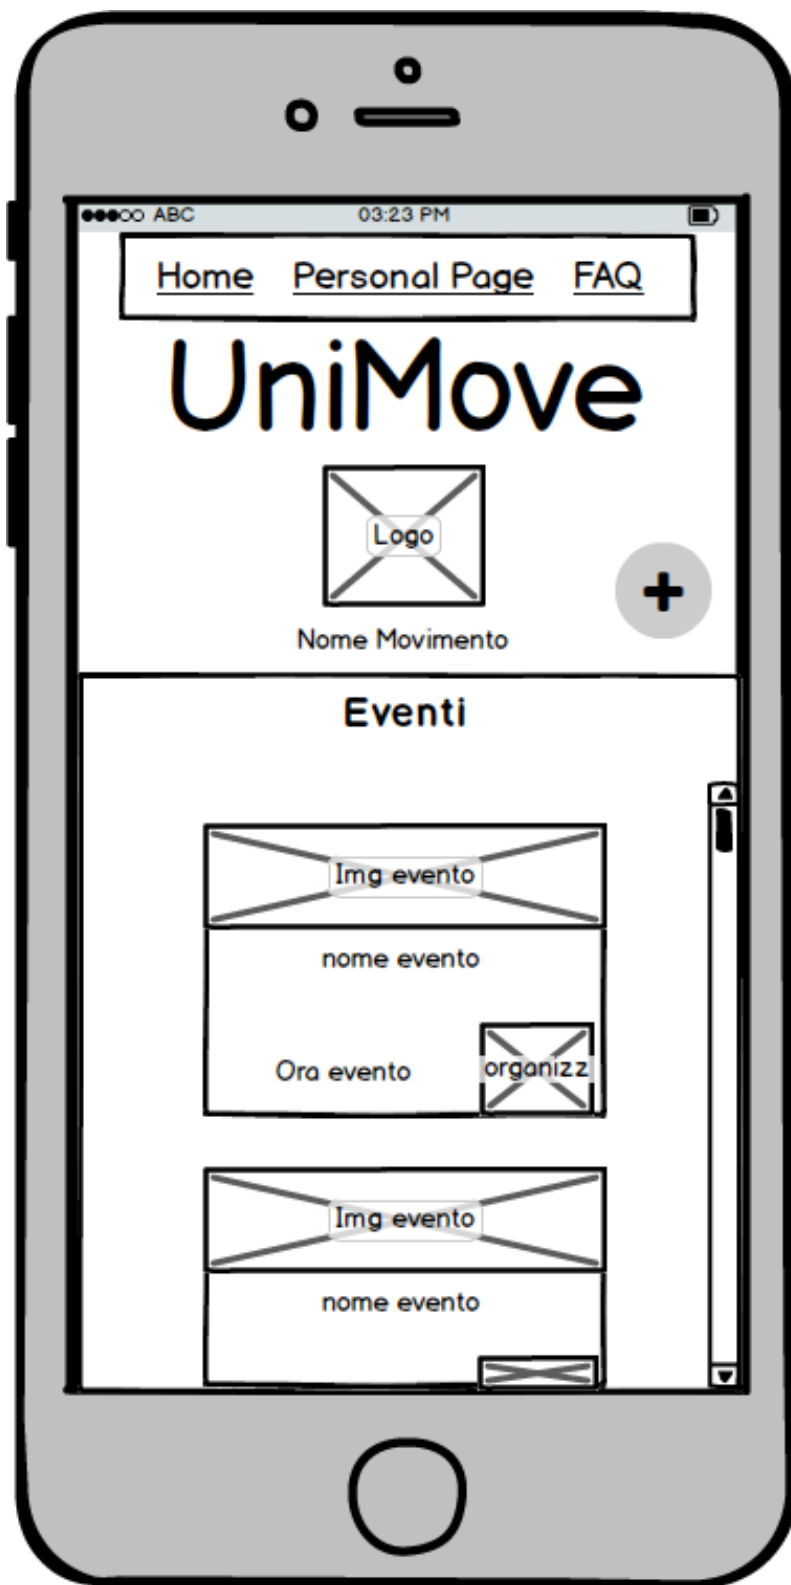 ABC 03:23 PM
Home Personal Page FAQ
UniMove
Logo
+
Nome Movimento
Eventi
Img evento
nome evento
Ora evento organizz
Img evento
nome evento